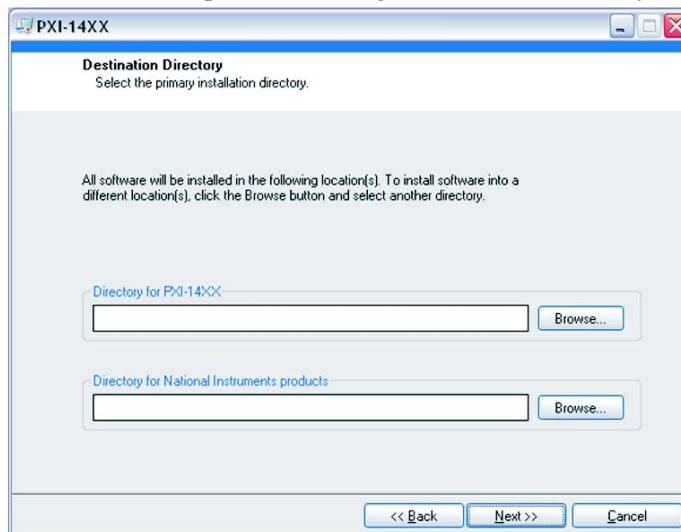 PXI-14XX
Destination Directory
Select the primary installation directory.
All software will be installed in the following location(s). To install software into a
different location(s), click the Browse button and select another directory.
Directory for PXI-14XX
Browse...
Directory for National Instruments products
Browse...
<< Back
Next >>
Cancel